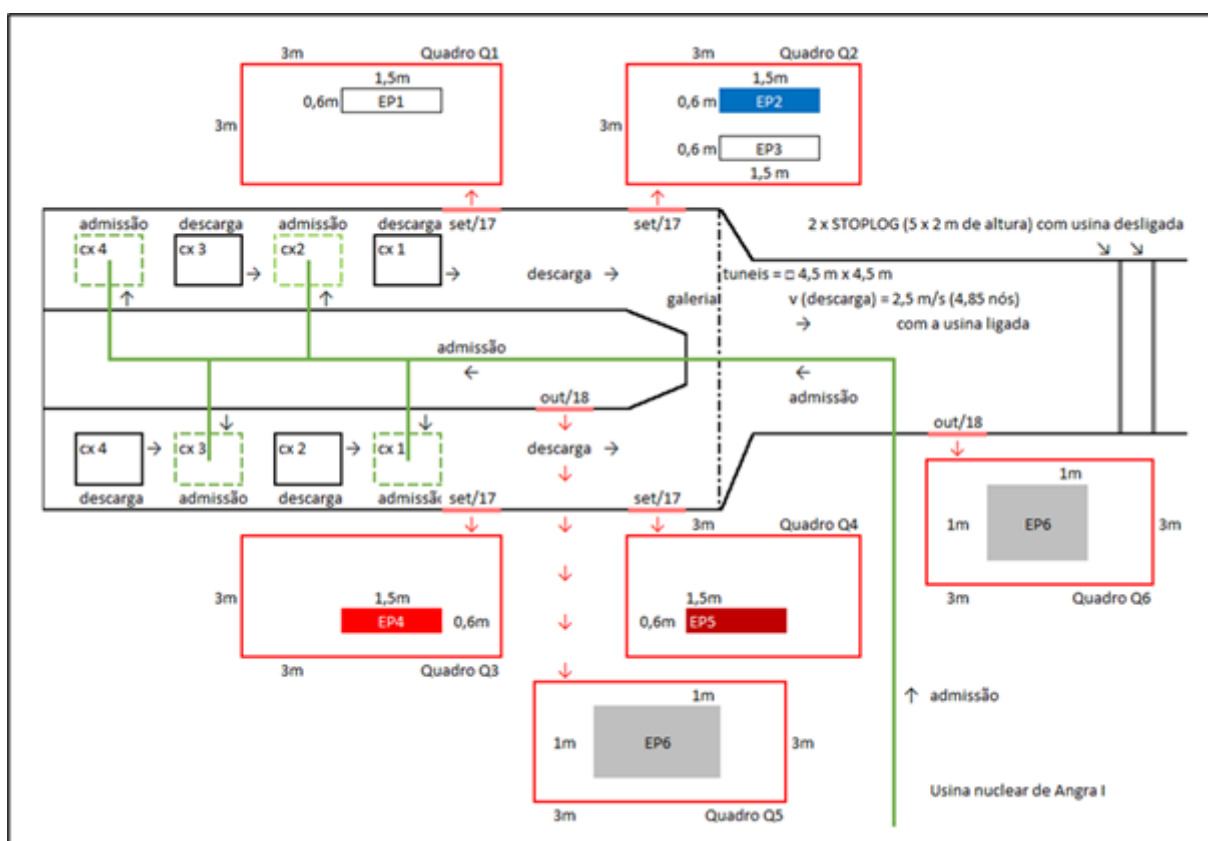 3m Quadro Q1
1,5m
0,6m EP1
3m
3m Quadro Q2
1,5m
0,6 m EP2
3m
0,6 m EP3
1,5 m
admissão descarga admissão descarga set/17
set/17
2 x STOPLOG (5 x 2 m de altura) com usina desligada
cx 4 cx 3 cx2 cx 1
descarga
tuneis = □ 4,5 m x 4,5 m
galeria
v (descarga) = 2,5 m/s (4,85 nós)
com a usina ligada
admissão
admissão
out/18
out/18
cx 4 cx 3 cx 2 cx 1
descarga
descarga admissão descarga admissão set/17
set/17
3m Quadro Q4
1m
1m EP6 3m
3m Quadro Q6
3m
1,5m
EP4 0,6m
3m Quadro Q3
1,5m
0,6m EP5
1m
1m EP6 3m
3m Quadro Q5
admissão
Usina nuclear de Angra I